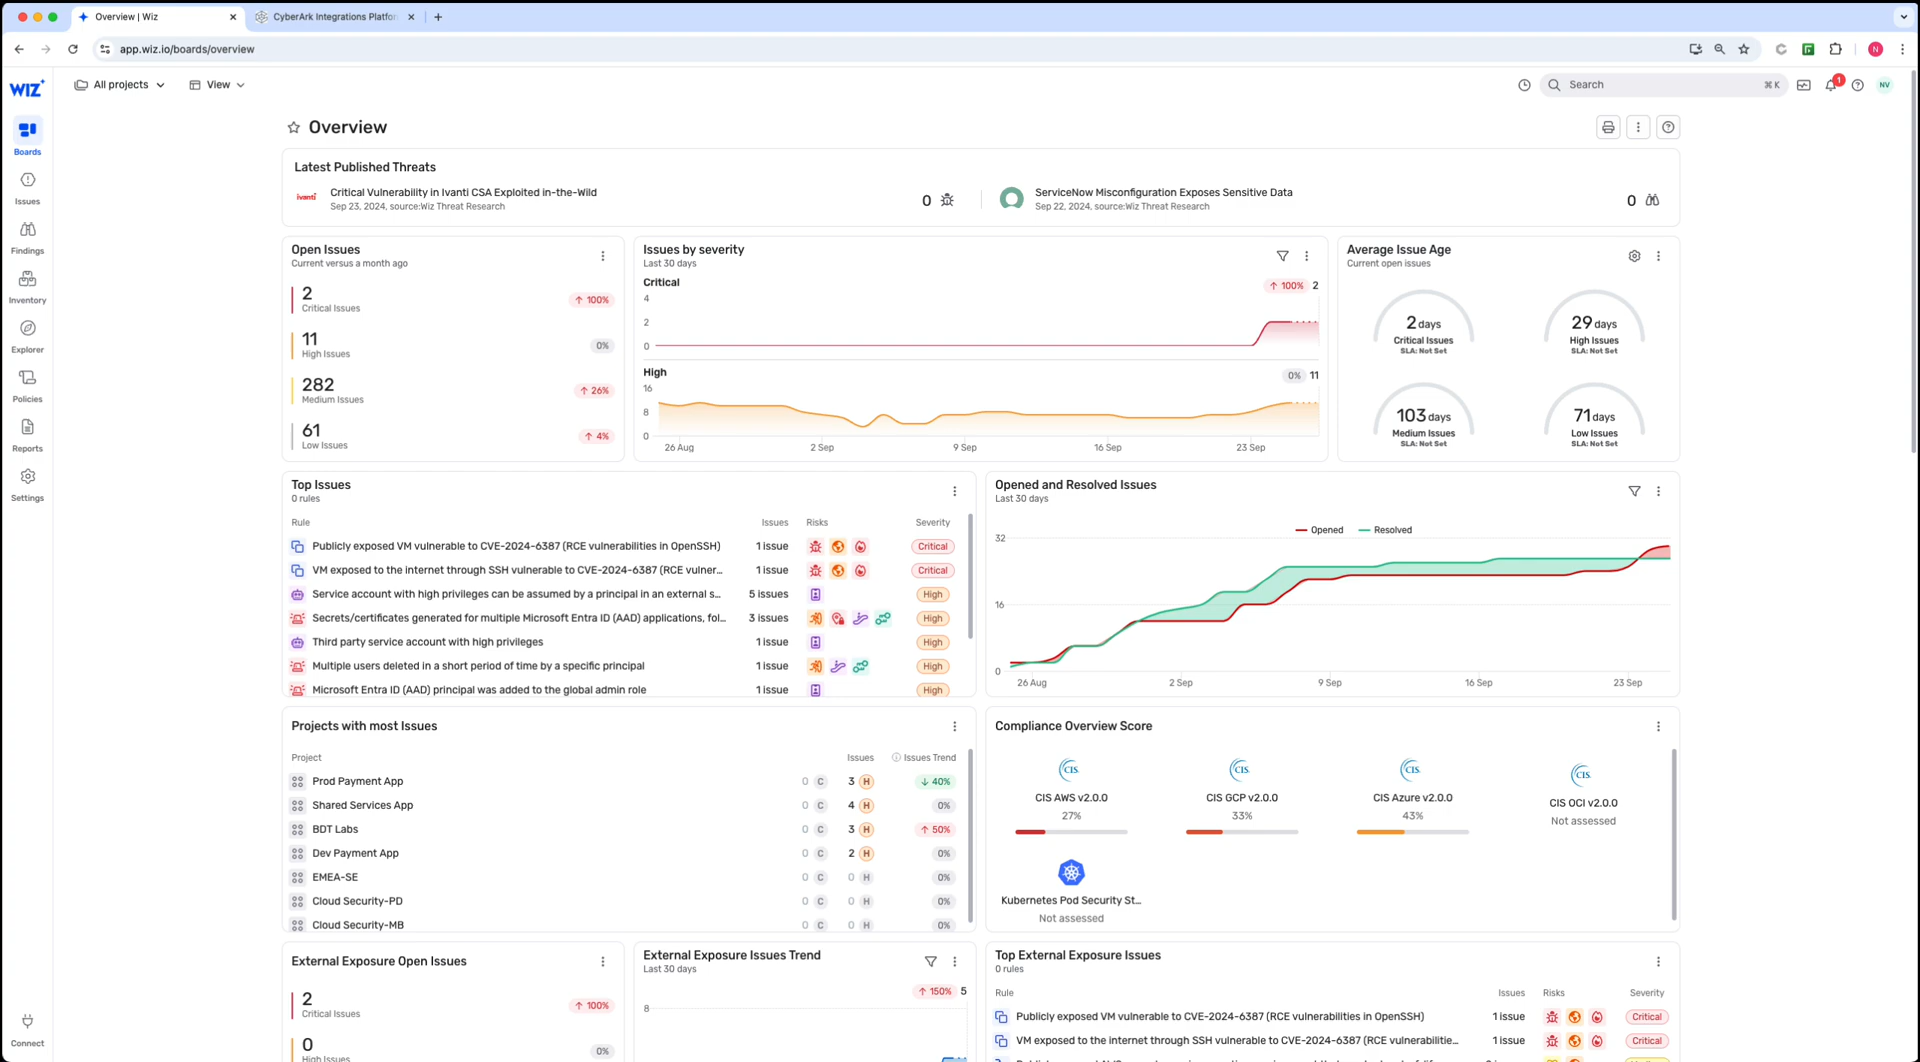 Overview | Wiz
CyberArk Integrations Platfor
app.wiz.io/boards/overview
N
WIZ
All projects
View
Search
⌘ K
1
NV
Boards
Issues
Findings
Inventory
Explorer
Policies
Reports
Settings
Connect
Overview
Latest Published Threats
ivanti
Critical Vulnerability in Ivanti CSA Exploited in-the-Wild
Sep 23, 2024, source:Wiz Threat Research
0
ServiceNow Misconfiguration Exposes Sensitive Data
Sep 22, 2024, source:Wiz Threat Research
0
Open Issues
Current versus a month ago
2
Critical Issues
↑ 100%
11
High Issues
0%
282
Medium Issues
↑ 26%
61
Low Issues
↑ 4%
Issues by severity
Last 30 days
Critical
↑ 100% 2
4
2
0
High
0% 11
16
8
0
26 Aug 2 Sep 9 Sep 16 Sep 23 Sep
Average Issue Age
Current open issues
2 days
Critical Issues
SLA: Not Set
29 days
High Issues
SLA: Not Set
103 days
Medium Issues
SLA: Not Set
71 days
Low Issues
SLA: Not Set
Top Issues
0 rules
Rule Issues Risks Severity
Publicly exposed VM vulnerable to CVE-2024-6387 (RCE vulnerabilities in OpenSSH) 1 issue Critical
VM exposed to the internet through SSH vulnerable to CVE-2024-6387 (RCE vulner... 1 issue Critical
Service account with high privileges can be assumed by a principal in an external s... 5 issues High
Secrets/certificates generated for multiple Microsoft Entra ID (AAD) applications, fol... 3 issues High
Third party service account with high privileges 1 issue High
Multiple users deleted in a short period of time by a specific principal 1 issue High
Microsoft Entra ID (AAD) principal was added to the global admin role 1 issue High
Opened and Resolved Issues
Last 30 days
Opened Resolved
32
16
0
26 Aug 2 Sep 9 Sep 16 Sep 23 Sep
Projects with most Issues
Project Issues Issues Trend
Prod Payment App 0 C 3 H ↓ 40%
Shared Services App 0 C 4 H 0%
BDT Labs 0 C 3 H ↑ 50%
Dev Payment App 0 C 2 H 0%
EMEA-SE 0 C 0 H 0%
Cloud Security-PD 0 C 0 H 0%
Cloud Security-MB 0 C 0 H 0%
Compliance Overview Score
CIS CIS CIS CIS
CIS AWS v2.0.0
27%
CIS GCP v2.0.0
33%
CIS Azure v2.0.0
43%
CIS OCI v2.0.0
Not assessed
Kubernetes Pod Security St...
Not assessed
External Exposure Open Issues
2
Critical Issues
↑ 100%
0
High Issues
0%
External Exposure Issues Trend
Last 30 days
↑ 150% 5
8
Top External Exposure Issues
0 rules
Rule Issues Risks Severity
Publicly exposed VM vulnerable to CVE-2024-6387 (RCE vulnerabilities in OpenSSH) 1 issue Critical
VM exposed to the internet through SSH vulnerable to CVE-2024-6387 (RCE vulnerabilitie... 1 issue Critical